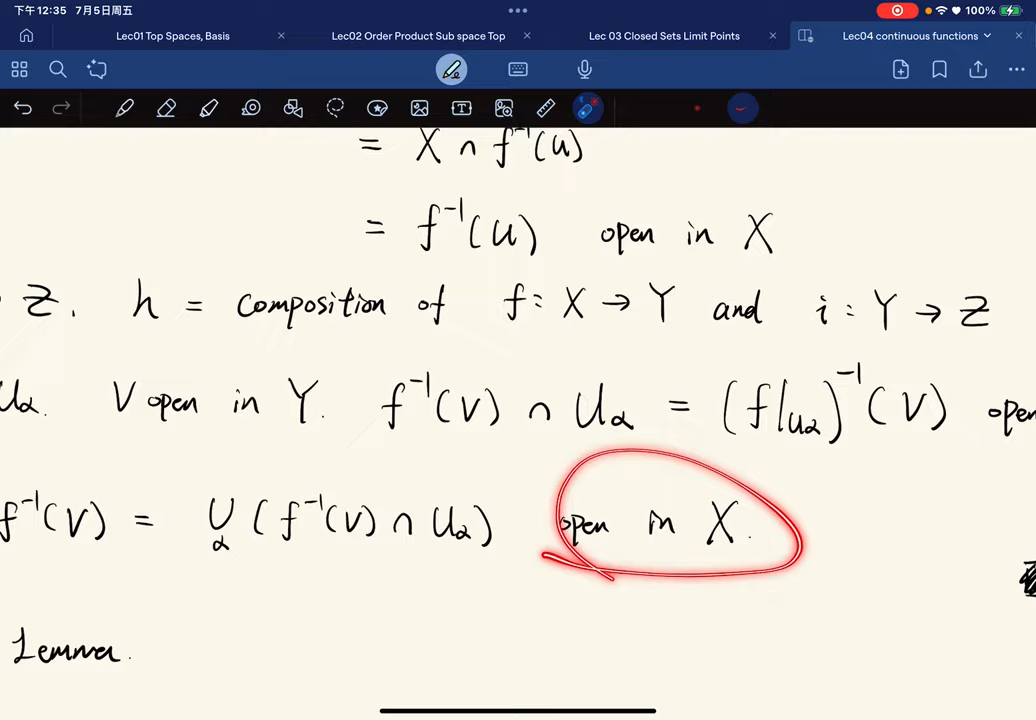 下午12:35 7月5日周五
100%
Lec01 Top Spaces, Basis
Lec02 Order Product Sub space Top
Lec 03 Closed Sets Limit Points
Lec04 continuous functions
= X ∩ f⁻¹(u)
= f⁻¹(u) open in X
Z. h = composition of f: X → Y and i: Y → Z
Uα. V open in Y. f⁻¹(V) ∩ Uα = (f|uα)⁻¹(V) open
f⁻¹(V) = ∪α (f⁻¹(V) ∩ Uα) open in X.
Lemma.